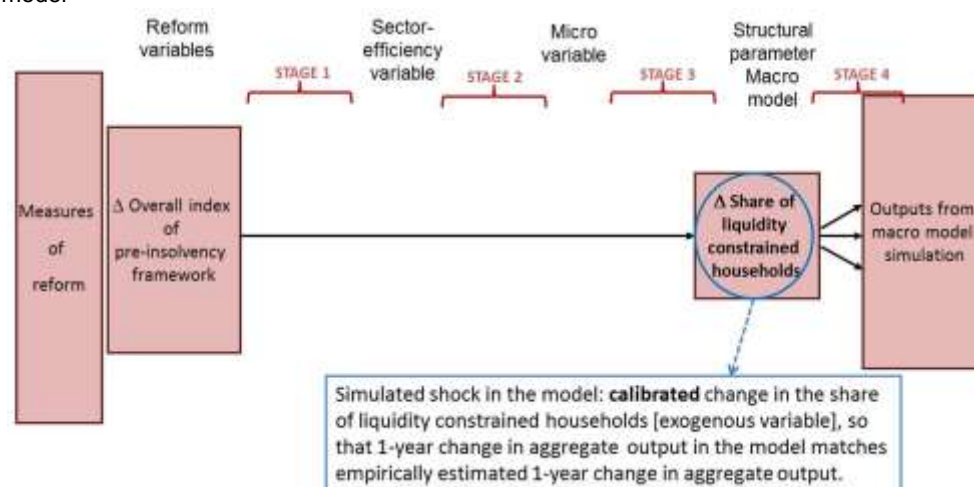 model
Reform
variables
Sector-
efficiency
variable
Micro
variable
Structural
parameter
Macro
model
STAGE 1
STAGE 2
STAGE 3
STAGE 4
Measures
of
reform
Δ Overall index
of
pre-insolvency
framework
Δ Share of
liquidity
constrained
households
Outputs from
macro model
simulation
Simulated shock in the model: calibrated change in the share
of liquidity constrained households [exogenous variable], so
that 1-year change in aggregate output in the model matches
empirically estimated 1-year change in aggregate output.